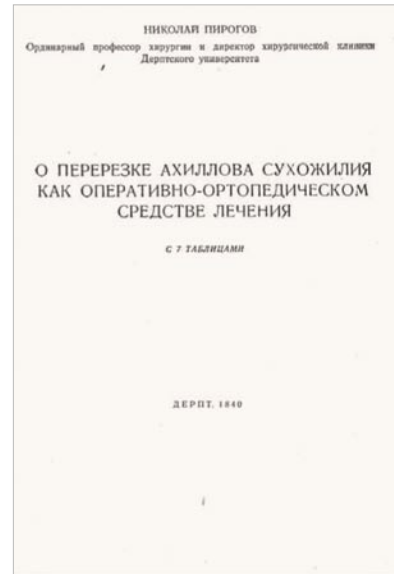 НИКОЛАЙ ПИРОГОВ
Ординарный профессор хирургии и директор хирургической клиники
Дерптского университета
О ПЕРЕРЕЗКЕ АХИЛЛОВА СУХОЖИЛИЯ
КАК ОПЕРАТИВНО-ОРТОПЕДИЧЕСКОМ
СРЕДСТВЕ ЛЕЧЕНИЯ
С 7 ТАБЛИЦАМИ
ДЕРПТ, 1840